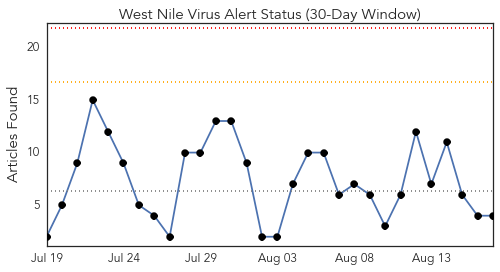 West Nile Virus Alert Status (30-Day Window)
Articles Found
20
15
10
5
Jul 19 Jul 24 Jul 29 Aug 03 Aug 08 Aug 13